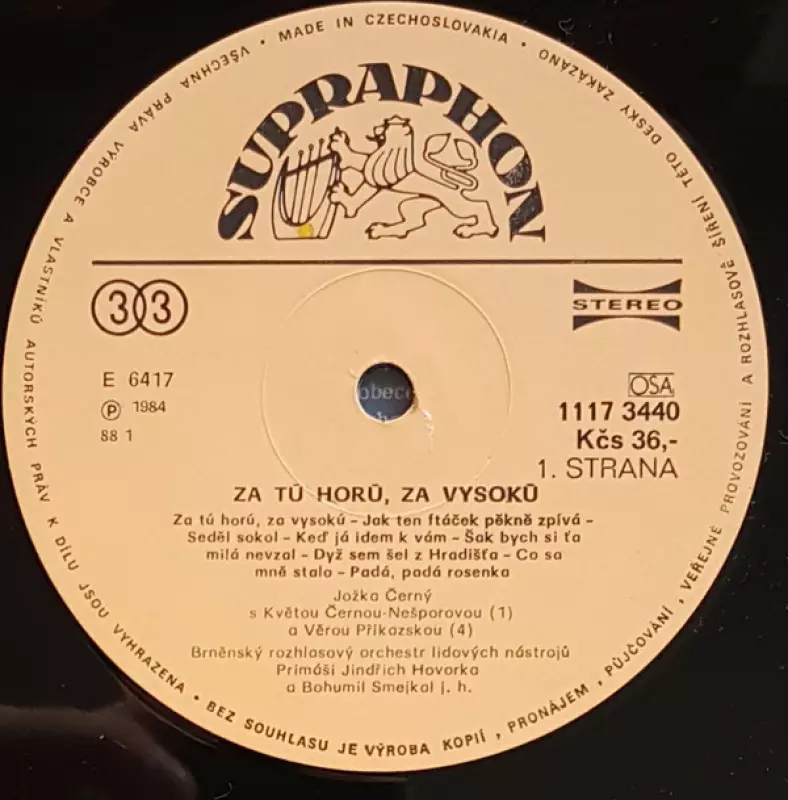 VŠECHNA PRÁVA VÝROBCE A VLASTNÍKŮ AUTORSKÝCH PRÁV K DÍLU JSOU VYHRAZENA • BEZ SOUHLASU JE VÝROBA KOPIÍ, PRONÁJEM, PŮJČOVÁNÍ, VEŘEJNÉ PROVOZOVÁNÍ A ROZHLASOVÉ ŠÍŘENÍ TÉTO DESKY ZAKÁZÁNO • MADE IN CZECHOSLOVAKIA •
SUPRAPHON
33
STEREO
E 6417
Ⓟ 1984
88 1
OSA
1117 3440
Kčs 36,-
1. STRANA
obec
ZA TÚ HORŮ, ZA VYSOKŮ
Za tú horú, za vysokú – Jak ten ftáček pěkně zpívá –
Seděl sokol – Keď já idem k vám – Šak bych si ťa
milá nevzal – Dyž sem šel z Hradišťa – Co sa
mně stalo – Padá, padá rosenka
Jožka Černý
s Květou Černou-Nešporovou (1)
a Věrou Příkazskou (4)
Brněnský rozhlasový orchestr lidových nástrojů
Primáši Jindřich Hovorka
a Bohumil Smejkal j. h.